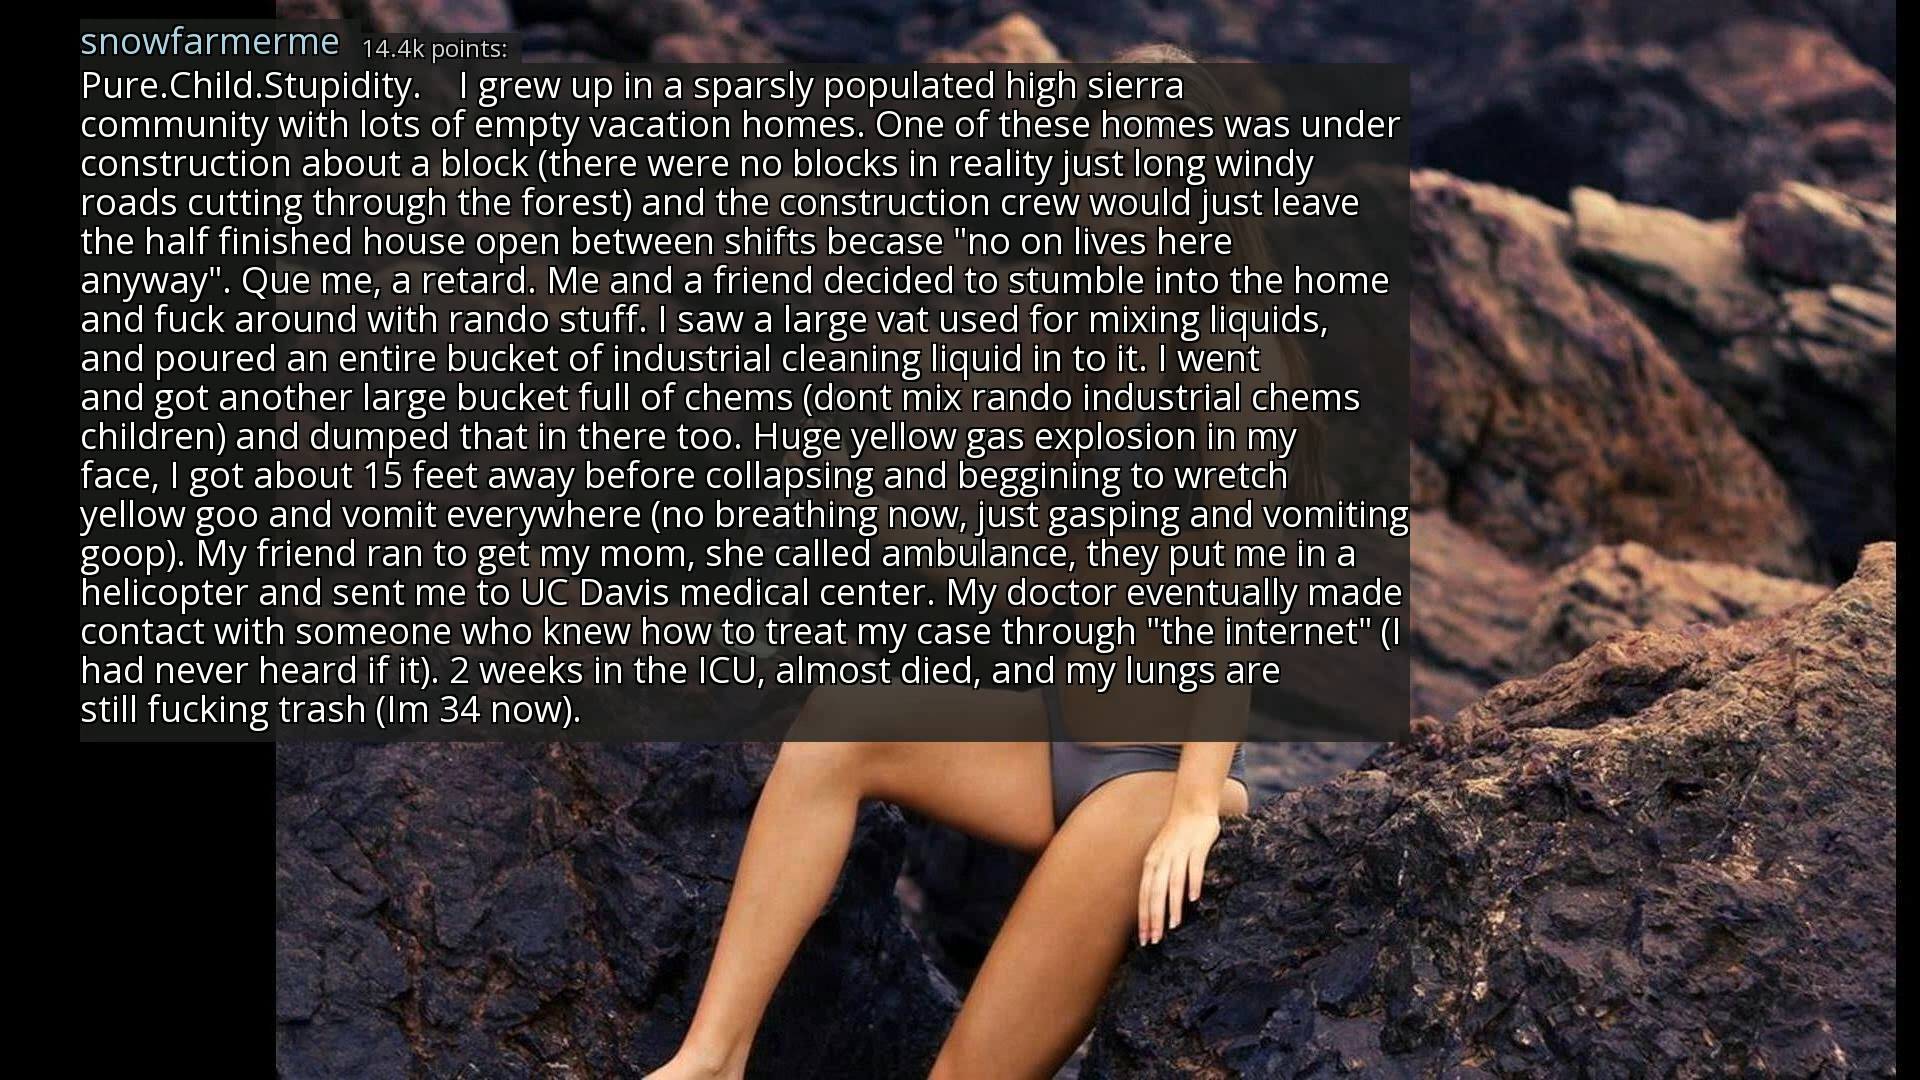 snowfarmerme 14.4k points:
Pure.Child.Stupidity. I grew up in a sparsly populated high sierra
community with lots of empty vacation homes. One of these homes was under
construction about a block (there were no blocks in reality just long windy
roads cutting through the forest) and the construction crew would just leave
the half finished house open between shifts becase "no on lives here
anyway". Que me, a retard. Me and a friend decided to stumble into the home
and fuck around with rando stuff. I saw a large vat used for mixing liquids,
and poured an entire bucket of industrial cleaning liquid in to it. I went
and got another large bucket full of chems (dont mix rando industrial chems
children) and dumped that in there too. Huge yellow gas explosion in my
face, I got about 15 feet away before collapsing and beggining to wretch
yellow goo and vomit everywhere (no breathing now, just gasping and vomiting
goop). My friend ran to get my mom, she called ambulance, they put me in a
helicopter and sent me to UC Davis medical center. My doctor eventually made
contact with someone who knew how to treat my case through "the internet" (I
had never heard if it). 2 weeks in the ICU, almost died, and my lungs are
still fucking trash (Im 34 now).